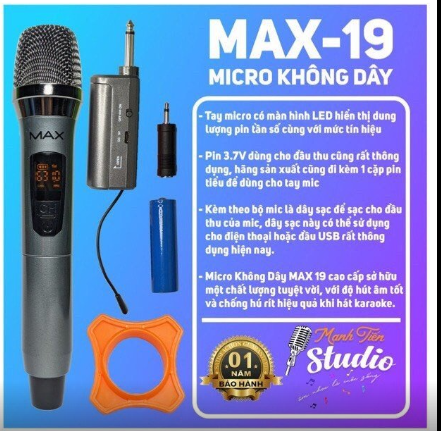 MAX-19
MICRO KHÔNG DÂY
MAX
- Tay micro có màn hình LED hiển thị dung
lượng pin tần số cùng với mức tín hiệu
- Pin 3.7V dùng cho đầu thu cũng rất thông
dụng, hãng sản xuất cũng đi kèm 1 cặp pin
tiểu để dùng cho tay mic
- Kèm theo bộ mic là dây sạc để sạc cho đầu
thu của mic, dây sạc này có thể sử dụng
cho điện thoại hoặc đầu USB rất thông
dụng hiện nay.
- Micro Không Dây MAX 19 cao cấp sở hữu
một chất lượng tuyệt vời, với độ hút âm tốt
và chống hú rít hiệu quả khi hát karaoke.
01
NĂM
BẢO HÀNH
Mạnh Tiến
Studio